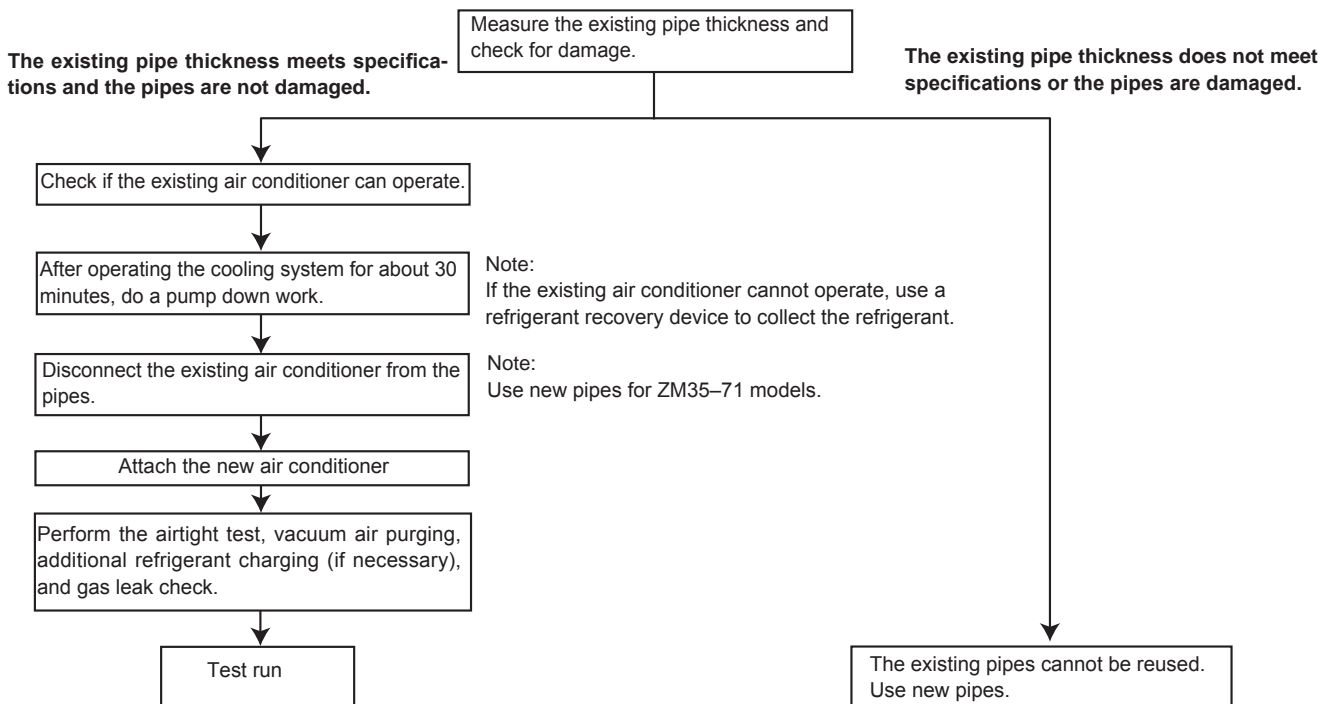 Measure the existing pipe thickness and
check for damage.
The existing pipe thickness meets specifica-
tions and the pipes are not damaged.
The existing pipe thickness does not meet
specifications or the pipes are damaged.
Check if the existing air conditioner can operate.
After operating the cooling system for about 30
minutes, do a pump down work.
Note:
If the existing air conditioner cannot operate, use a
refrigerant recovery device to collect the refrigerant.
Disconnect the existing air conditioner from the
pipes.
Note:
Use new pipes for ZM35–71 models.
Attach the new air conditioner
Perform the airtight test, vacuum air purging,
additional refrigerant charging (if necessary),
and gas leak check.
Test run
The existing pipes cannot be reused.
Use new pipes.